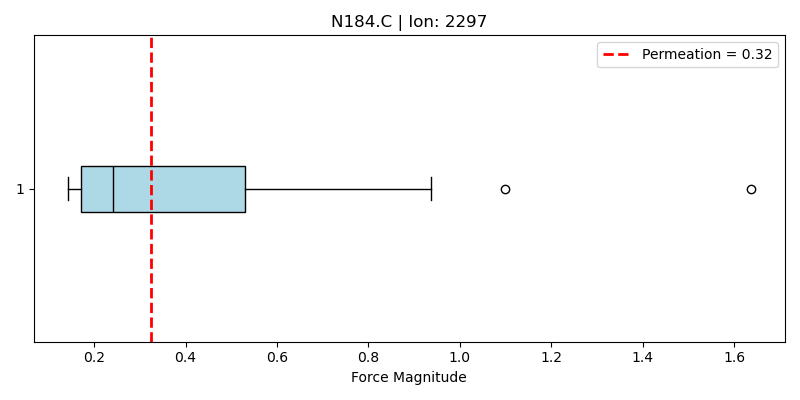 N184.C | Ion: 2297
Permeation = 0.32
1
0.2 0.4 0.6 0.8 1.0 1.2 1.4 1.6
Force Magnitude